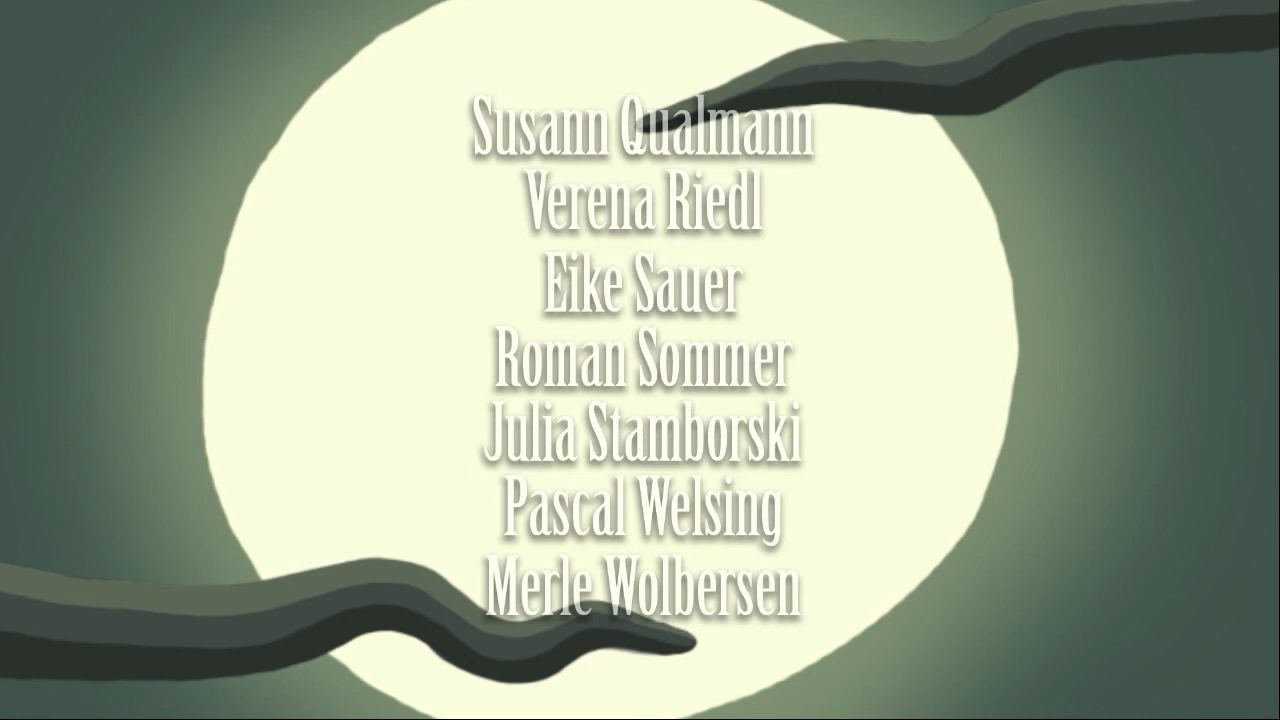 Susann Qualmann
Verena Riedl
Eike Sauer
Roman Sommer
Julia Stamborski
Pascal Welsing
Merle Wolbersen